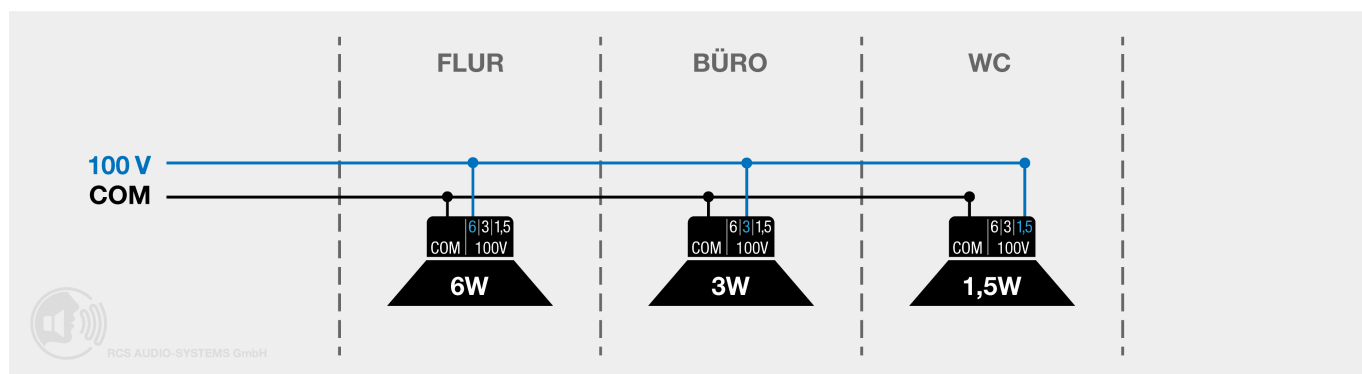 FLUR BÜRO WC
100 V
COM
6|3|1,5 6|3|1,5 6|3|1,5
COM 100V COM 100V COM 100V
6W 3W 1,5W
RCS AUDIO-SYSTEMS GmbH